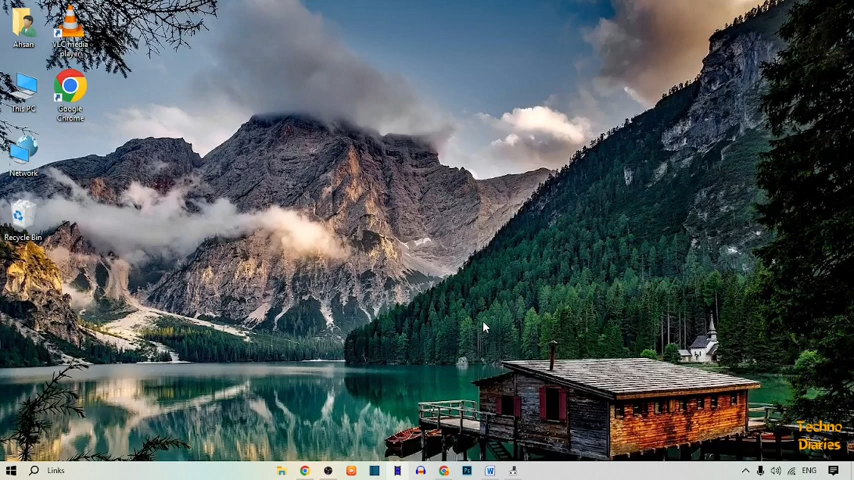 Ahsan
VLC media
player
This PC
Google
Chrome
Network
Recycle Bin
Techno
Diaries
Links
ENG